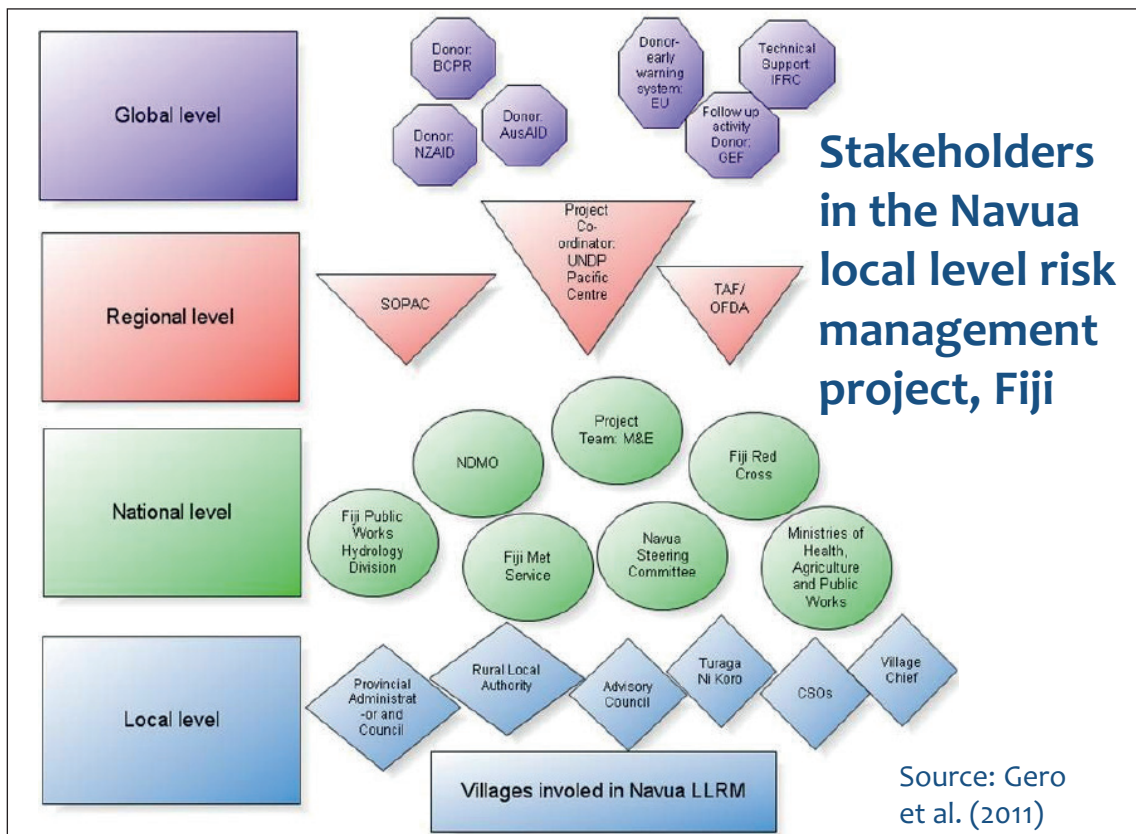 Global level
Donor:
BCPR
Donor:
NZAID
Donor:
AusAID
Donor-
early
warning
system:
EU
Technical
Support:
IFRC
Follow up
activity
Donor:
GEF
Stakeholders
in the Navua
local level risk
management
project, Fiji
Regional level
SOPAC
Project
Co-
ordinator:
UNDP
Pacific
Centre
TAF/
OFDA
National level
Fiji Public
Works
Hydrology
Division
NDMO
Fiji Met
Service
Project
Team: M&E
Navua
Steering
Committee
Fiji Red
Cross
Ministries of
Health,
Agriculture
and Public
Works
Local level
Provincial
Administrat
-or and
Council
Rural Local
Authority
Advisory
Council
Turaga
Ni Koro
CSOs
Village
Chief
Villages involed in Navua LLRM
Source: Gero
et al. (2011)